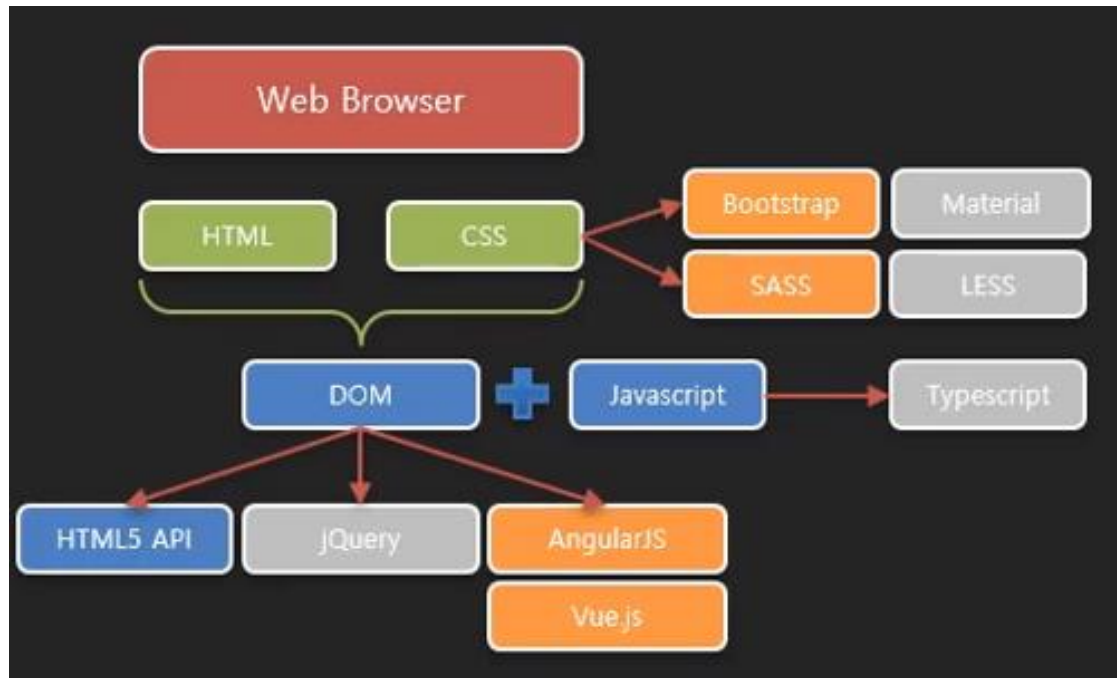 Web Browser
HTML
CSS
Bootstrap
Material
SASS
LESS
DOM
Javascript
Typescript
HTML5 API
jQuery
AngularJS
Vue.js